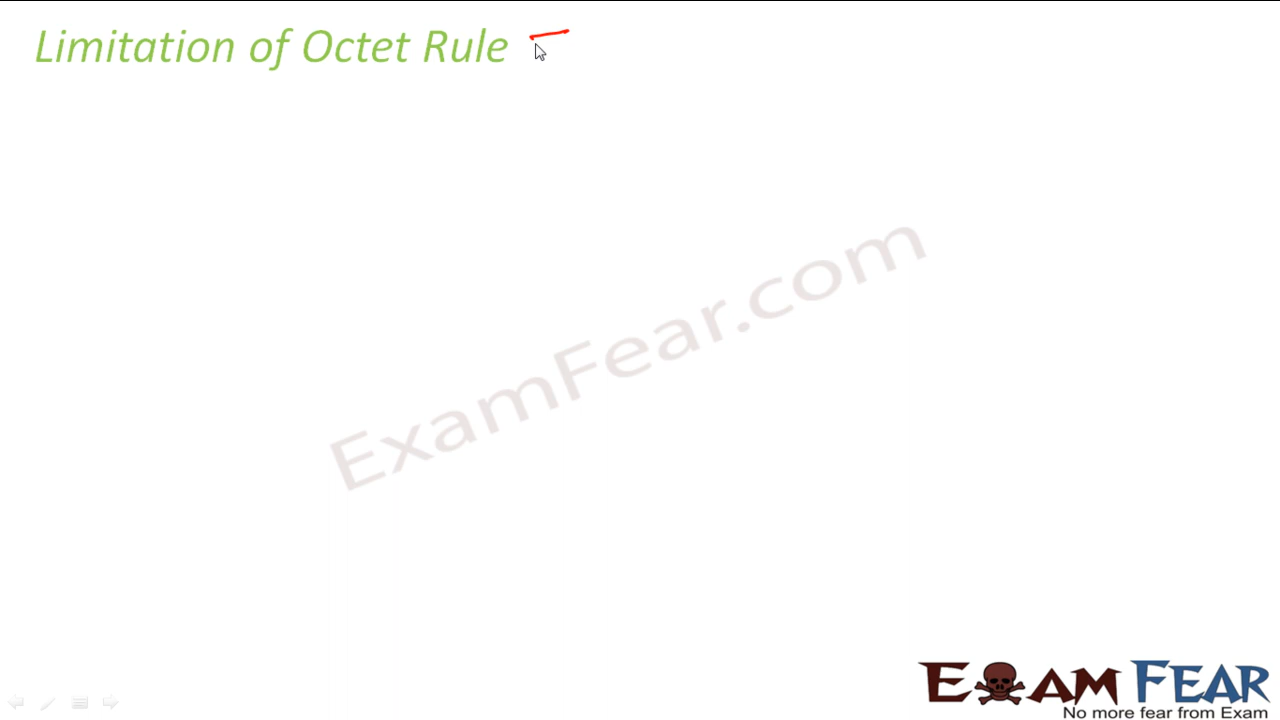 Limitation of Octet Rule
ExamFear.com
EXAM FEAR
No more fear from Exam